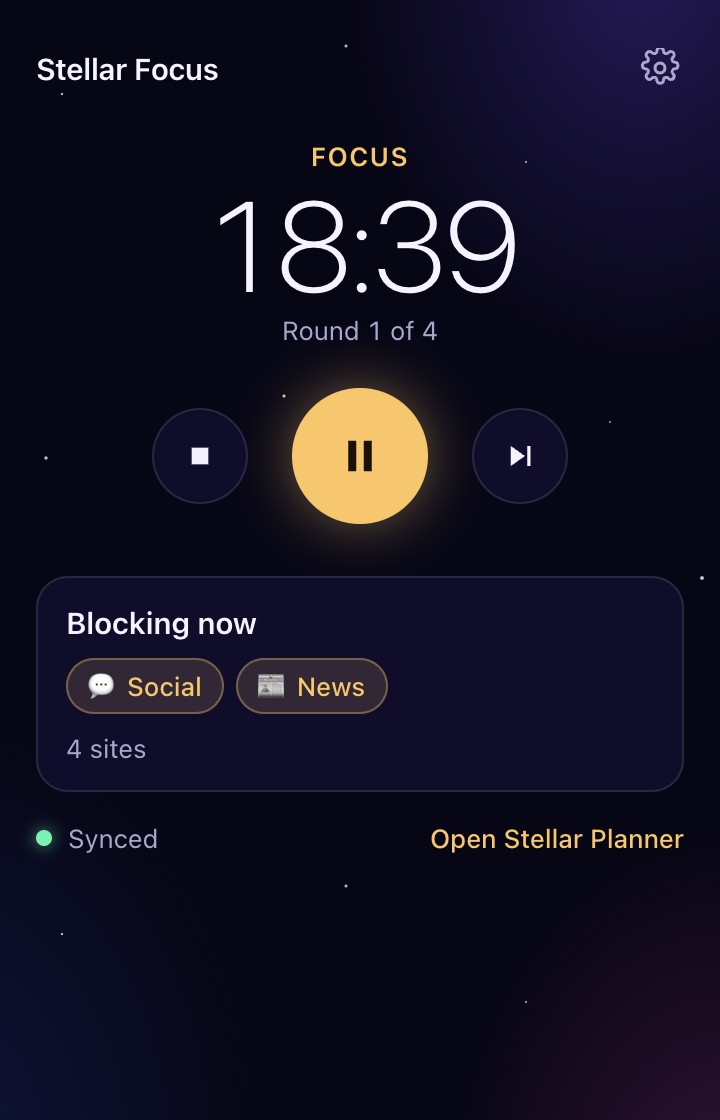 Stellar Focus
FOCUS
18:39
Round 1 of 4
Blocking now
Social
News
4 sites
Synced
Open Stellar Planner